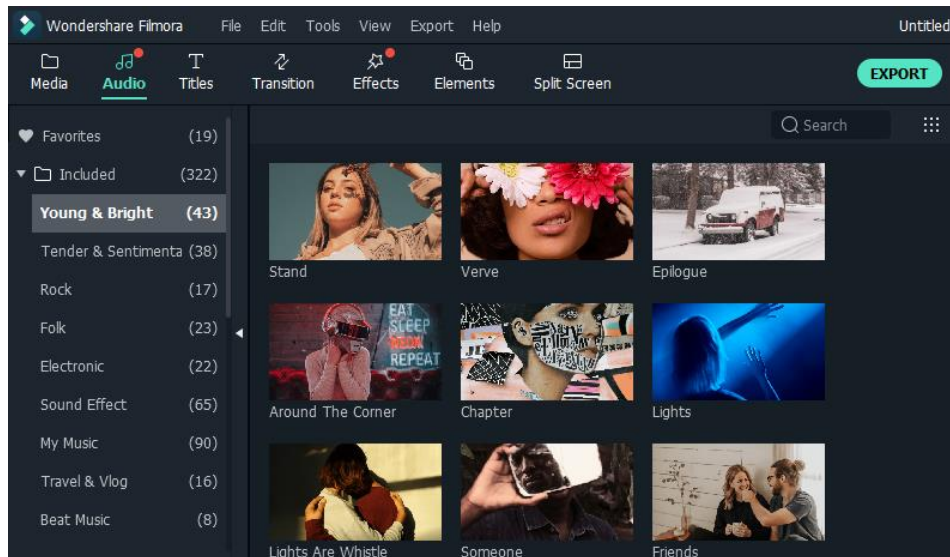 Wondershare Filmora File Edit Tools View Export Help Untitled
Media Audio Titles Transition Effects Elements Split Screen EXPORT
Search
Favorites (19)
Included (322)
Young & Bright (43)
Tender & Sentimenta (38)
Rock (17)
Folk (23)
Electronic (22)
Sound Effect (65)
My Music (90)
Travel & Vlog (16)
Beat Music (8)
Stand Verve Epilogue
EAT
SLEEP
REPEAT
Around The Corner Chapter Lights
Lights Are Whistle Someone Friends